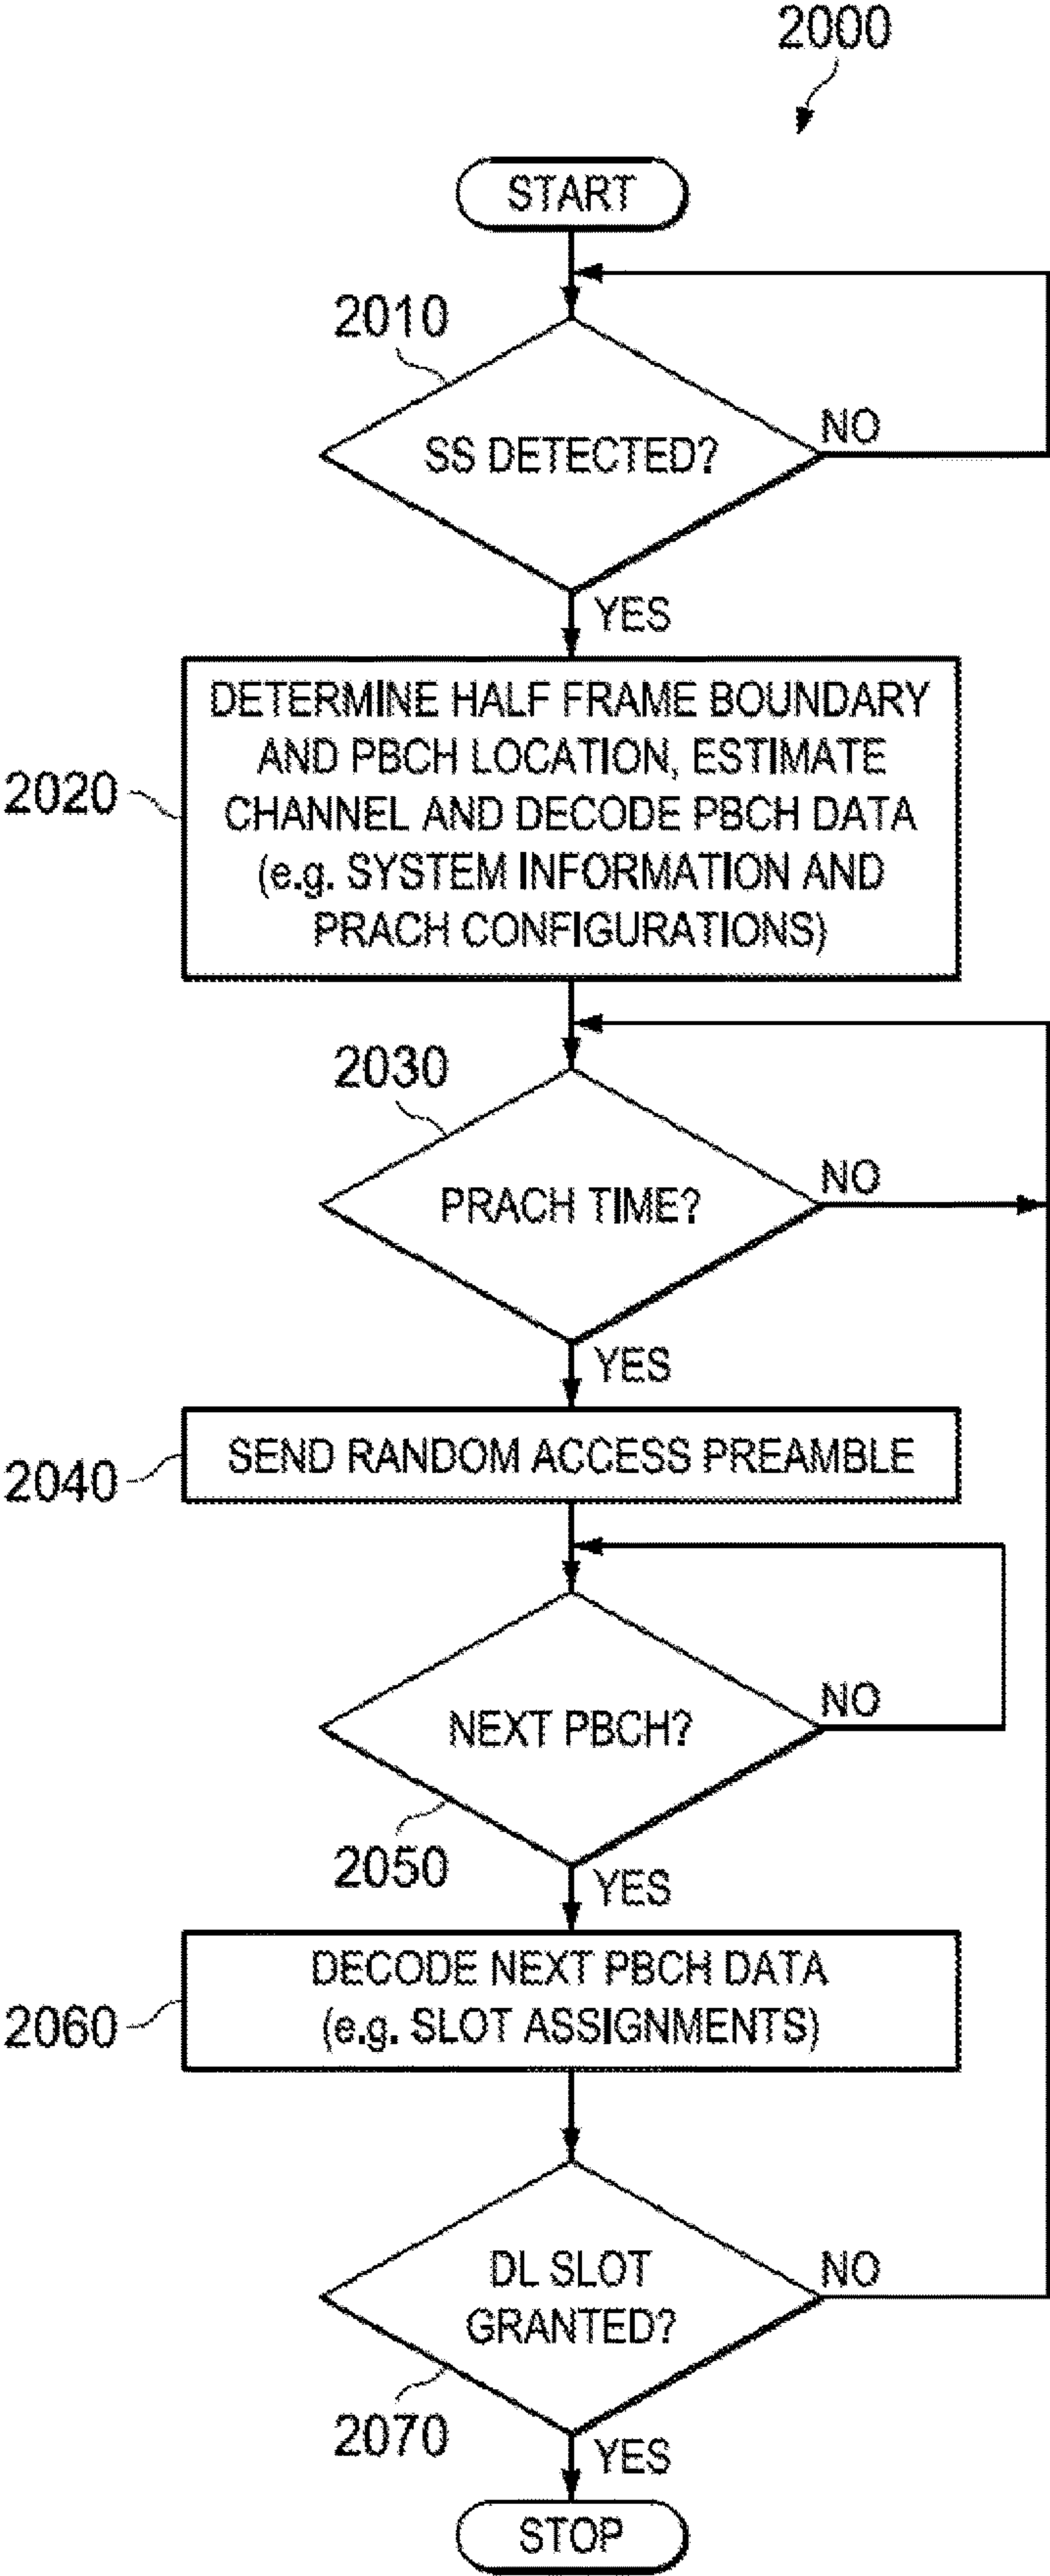 2000
START
2010
SS DETECTED?
NO
YES
2020
DETERMINE HALF FRAME BOUNDARY
AND PBCH LOCATION, ESTIMATE
CHANNEL AND DECODE PBCH DATA
(e.g. SYSTEM INFORMATION AND
PRACH CONFIGURATIONS)
2030
PRACH TIME?
NO
YES
2040
SEND RANDOM ACCESS PREAMBLE
NEXT PBCH?
NO
2050
YES
2060
DECODE NEXT PBCH DATA
(e.g. SLOT ASSIGNMENTS)
DL SLOT
GRANTED?
NO
2070
YES
STOP